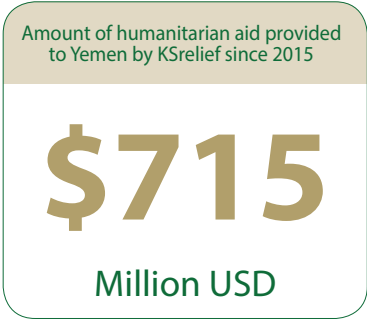 Amount of humanitarian aid provided
to Yemen by KSrelief since 2015
$715
Million USD